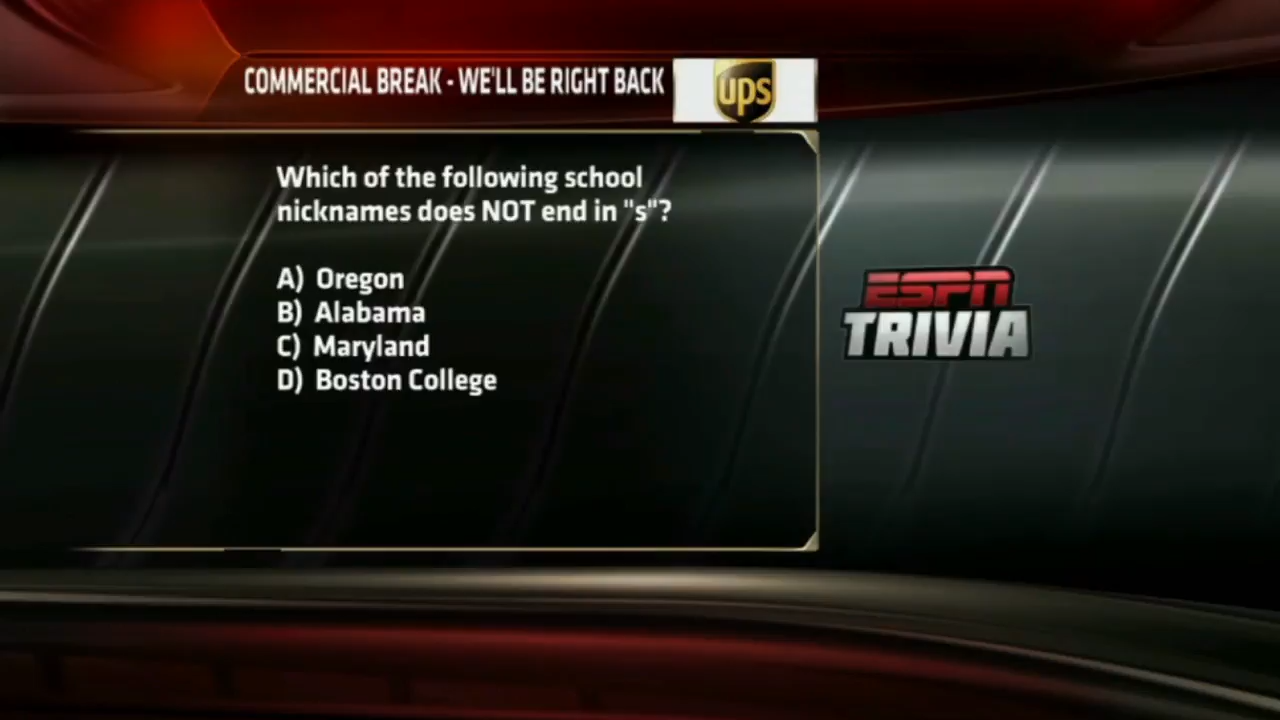 COMMERCIAL BREAK - WE'LL BE RIGHT BACK
ups
Which of the following school
nicknames does NOT end in "s"?
A) Oregon
B) Alabama
C) Maryland
D) Boston College
ESPN
TRIVIA